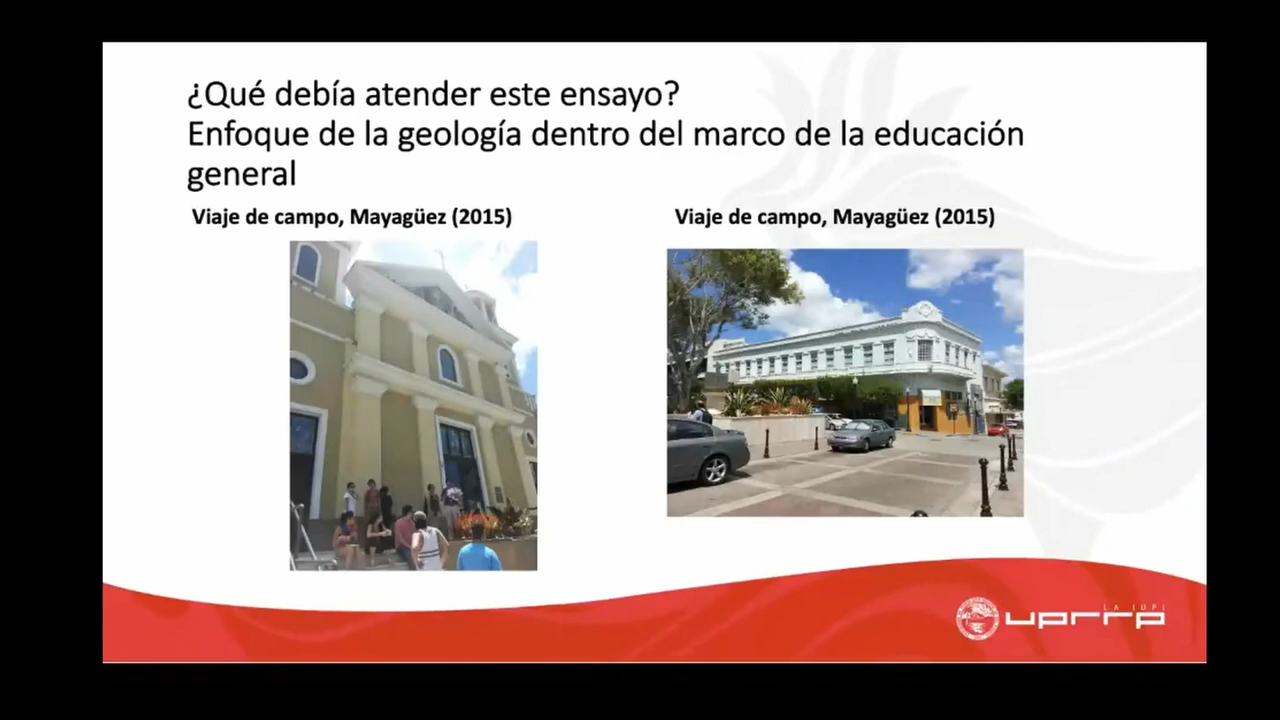 ¿Qué debía atender este ensayo?
Enfoque de la geología dentro del marco de la educación
general
Viaje de campo, Mayagüez (2015)
Viaje de campo, Mayagüez (2015)
LA IUPI
uprrp